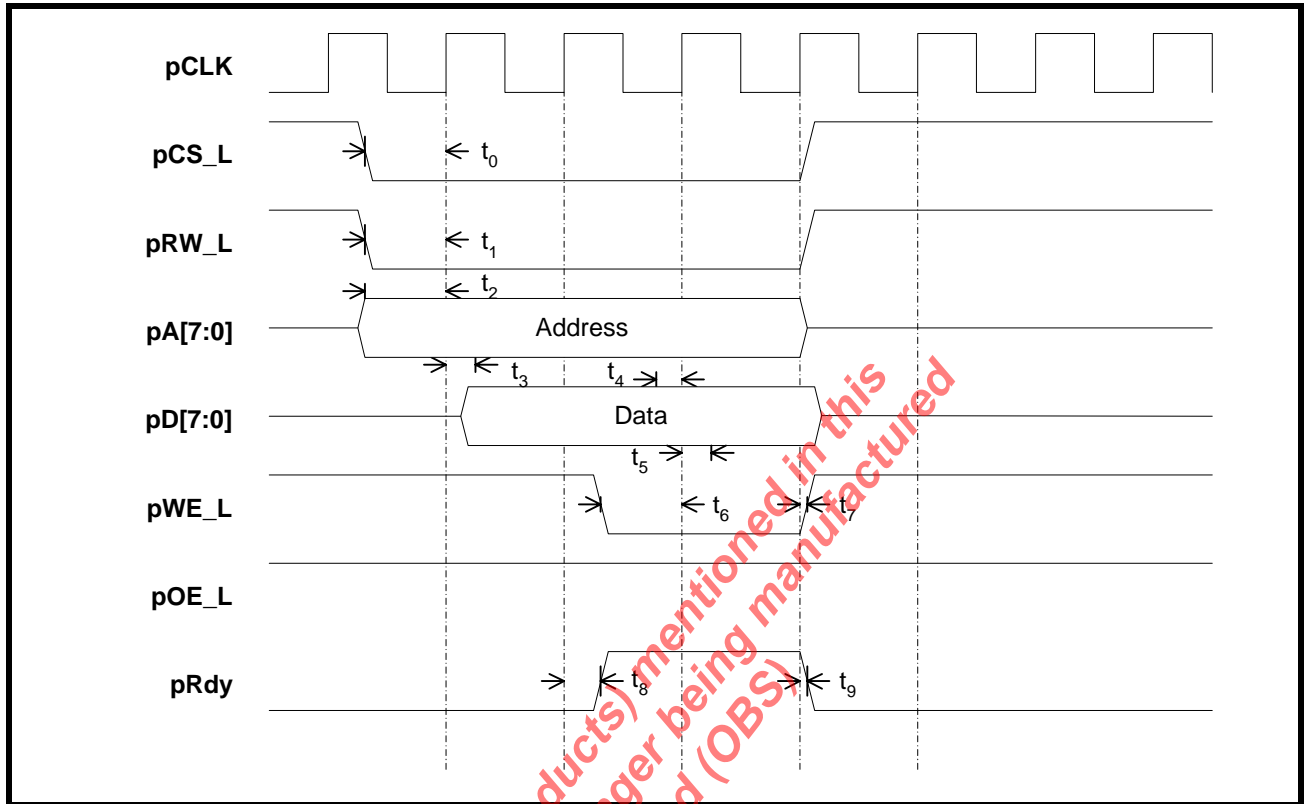 pCLK
pCS_L
t0
pRW_L
t1
t2
pA[7:0]
Address
t3
t4
pD[7:0]
Data
t5
pWE_L
t6
t7
pOE_L
pRdy
t8
t9
ducts) mentioned in this
ger being manufactured
d (OBS)